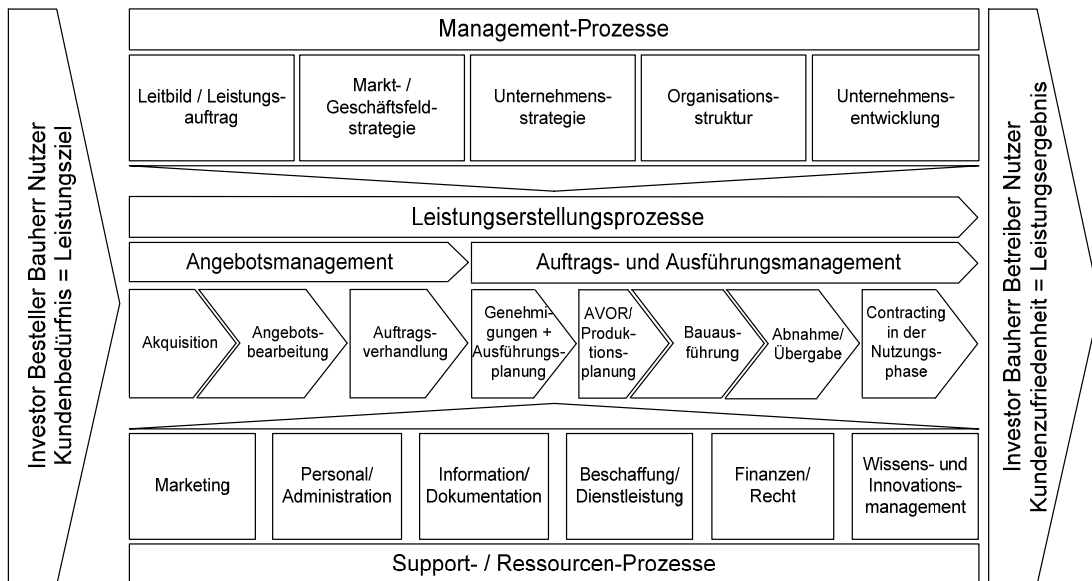 Investor Besteller Bauherr Nutzer
Kundenbedürfnis = Leistungsziel
Management-Prozesse
Leitbild / Leistungs-
auftrag
Markt- /
Geschäftsfeld-
strategie
Unternehmens-
strategie
Organisations-
struktur
Unternehmens-
entwicklung
Leistungserstellungsprozesse
Angebotsmanagement
Auftrags- und Ausführungsmanagement
Akquisition
Angebots-
bearbeitung
Auftrags-
verhandlung
Genehmi-
gungen +
Ausführungs-
planung
AVOR/
Produk-
tions-
planung
Bauaus-
führung
Abnahme/
Übergabe
Contracting
in der
Nutzungs-
phase
Marketing
Personal/
Administration
Information/
Dokumentation
Beschaffung/
Dienstleistung
Finanzen/
Recht
Wissens- und
Innovations-
management
Support- / Ressourcen-Prozesse
Investor Bauherr Betreiber Nutzer
Kundenzufriedenheit = Leistungsergebnis